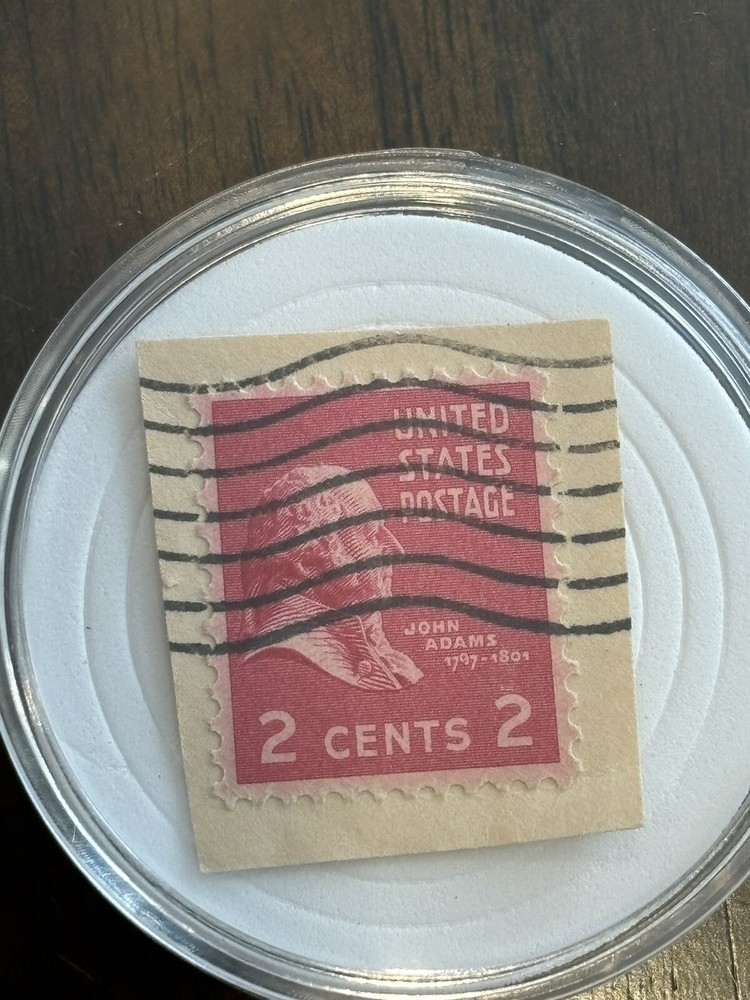 UNITED
STATES
POSTAGE
JOHN
ADAMS
1797-1801
2 CENTS 2